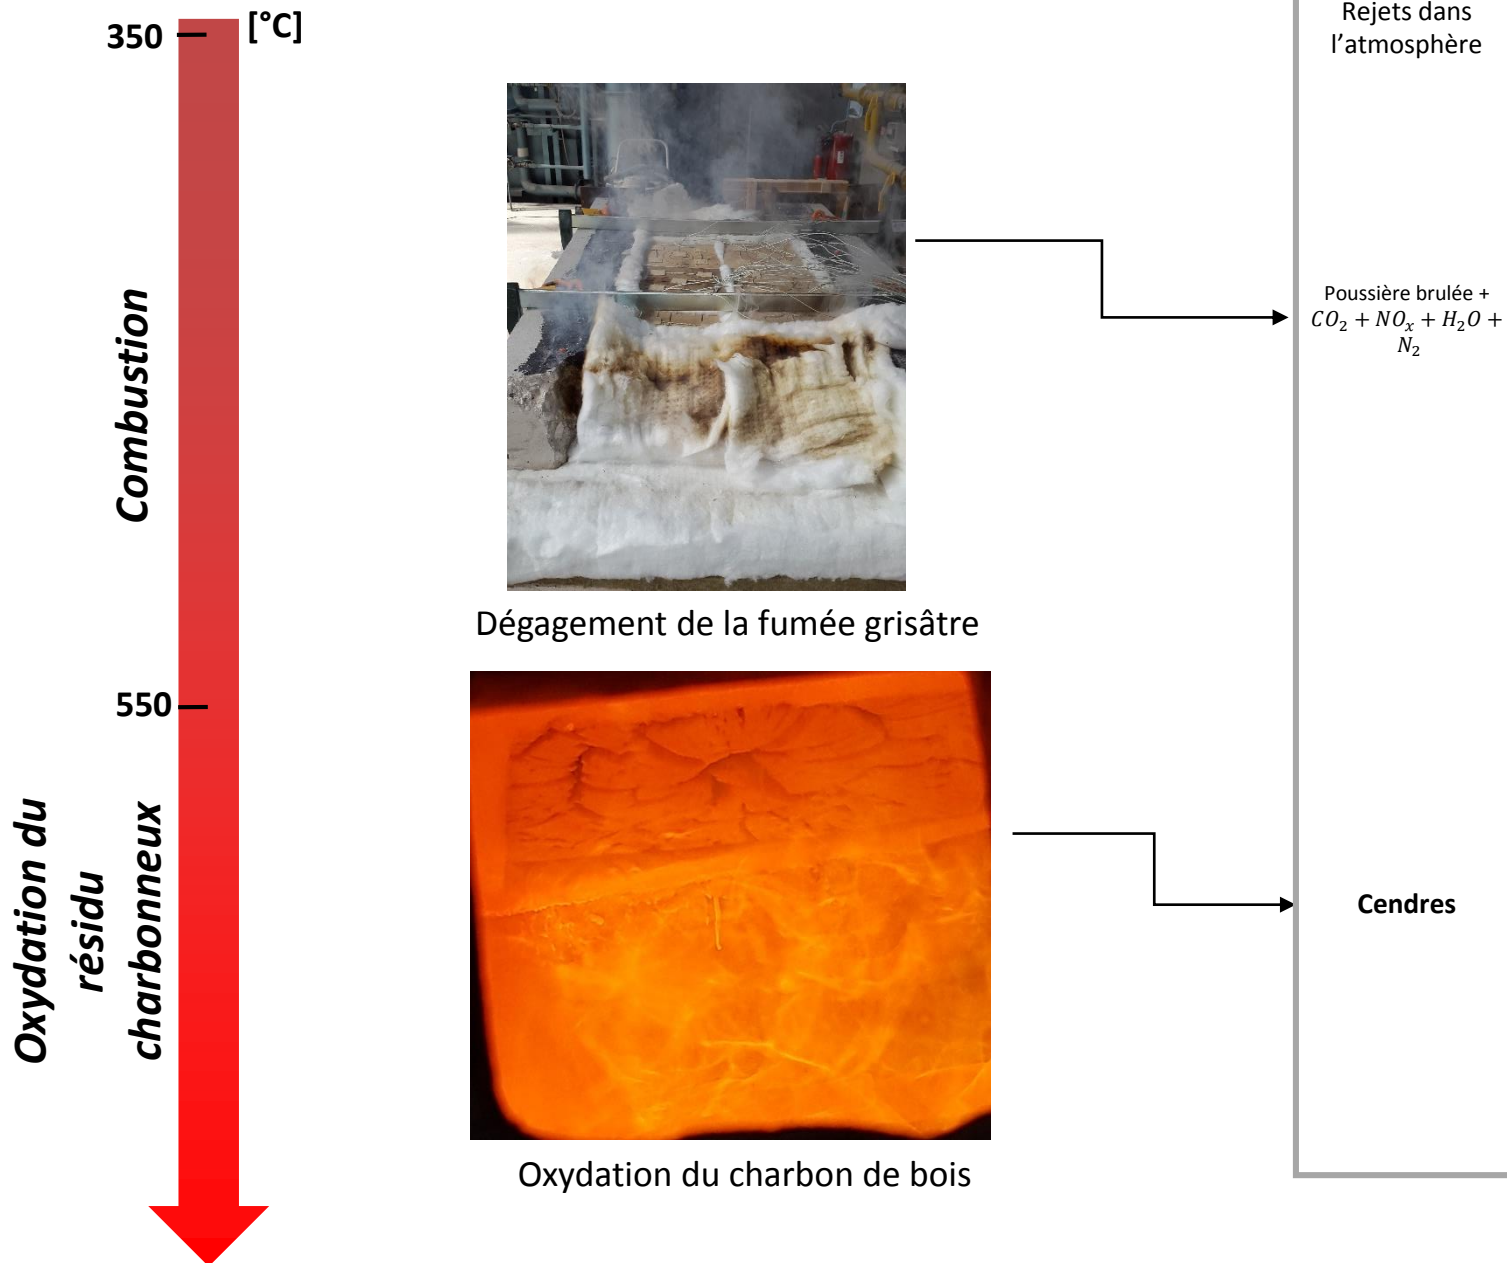 350
[°C]
Rejets dans
l’atmosphère
Combustion
Poussière brulée +
CO₂ + NOₓ + H₂O +
N₂
Dégagement de la fumée grisâtre
550
Oxydation du
résidu
charbonneux
Cendres
Oxydation du charbon de bois